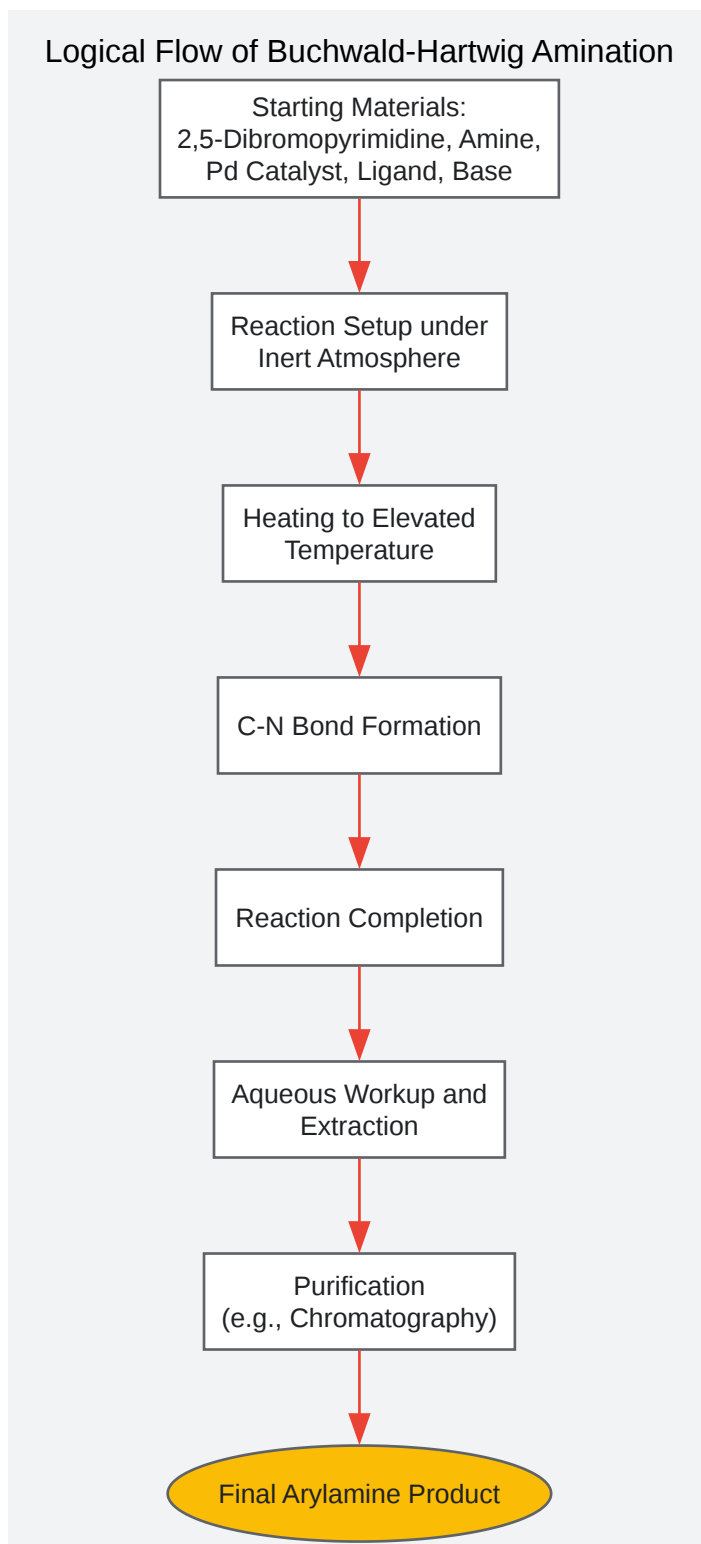 Logical Flow of Buchwald-Hartwig Amination
Starting Materials:
2,5-Dibromopyrimidine, Amine,
Pd Catalyst, Ligand, Base
Reaction Setup under
Inert Atmosphere
Heating to Elevated
Temperature
C-N Bond Formation
Reaction Completion
Aqueous Workup and
Extraction
Purification
(e.g., Chromatography)
Final Arylamine Product